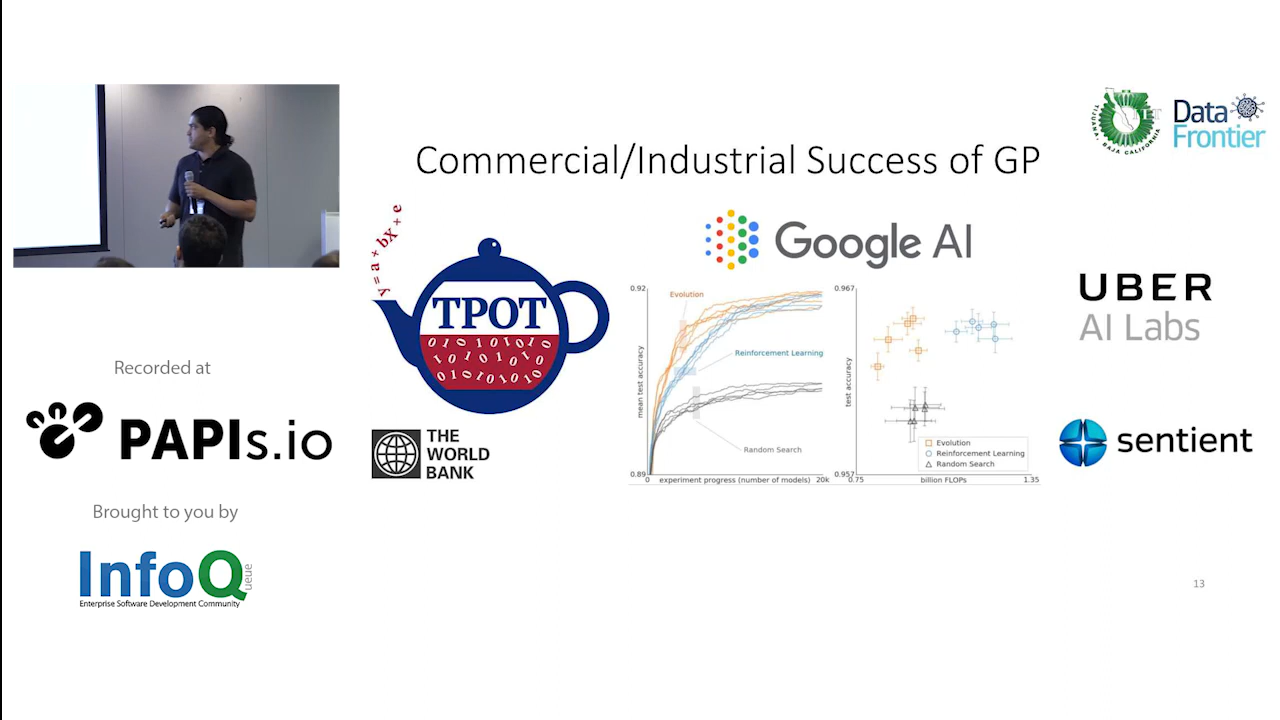 Commercial/Industrial Success of GP
TIJUANA, BAJA CALIFORNIA
Data
Frontier
y = a + bX + e
TPOT
THE
WORLD
BANK
Google AI
0.92
Evolution
Reinforcement Learning
Random Search
mean test accuracy
0.89
0
experiment progress (number of models)
20k
0.967
test accuracy
Evolution
Reinforcement Learning
Random Search
0.957
0.75
billion FLOPs
1.35
UBER
AI Labs
sentient
Recorded at
PAPIs.io
Brought to you by
InfoQ
ueue
Enterprise Software Development Community
13